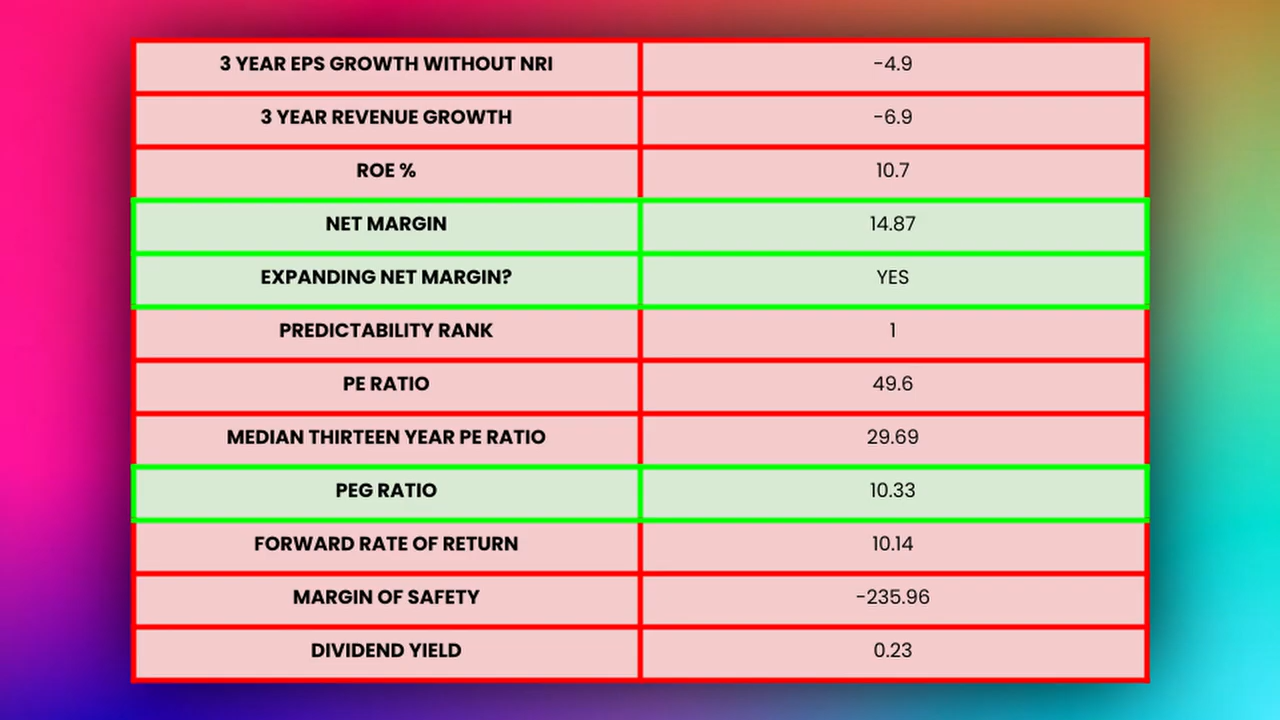 3 YEAR EPS GROWTH WITHOUT NRI -4.9
3 YEAR REVENUE GROWTH -6.9
ROE % 10.7
NET MARGIN 14.87
EXPANDING NET MARGIN? YES
PREDICTABILITY RANK 1
PE RATIO 49.6
MEDIAN THIRTEEN YEAR PE RATIO 29.69
PEG RATIO 10.33
FORWARD RATE OF RETURN 10.14
MARGIN OF SAFETY -235.96
DIVIDEND YIELD 0.23